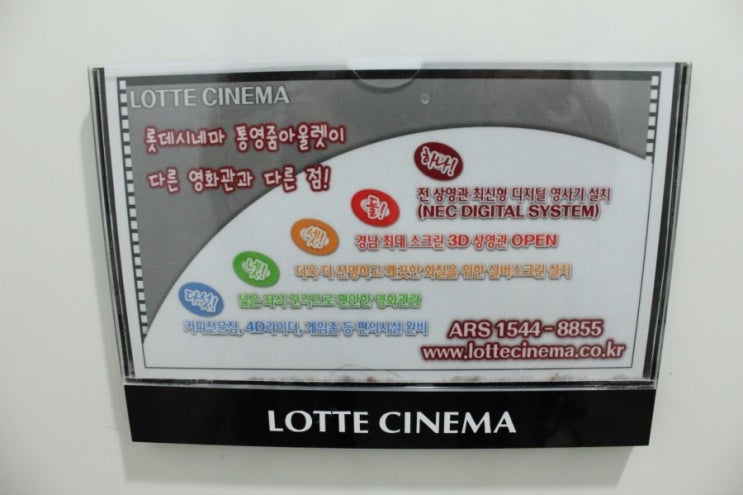 LOTTE CINEMA
롯데시네마 통영줌아울렛이
다른 영화관과 다른 점!
하나!
전 상영관 최신형 디지털 영사기 설치
(NEC DIGITAL SYSTEM)
둘!
경남 최대 스크린 3D 상영관 OPEN
셋!
더욱 더 선명하고 깨끗한 화질을 위한 실버스크린 설치
넷!
넓은 좌석 간격으로 편안한 영화관람
다섯!
커피전문점, 4D라이더, 게임존 등 편의시설 완비
ARS 1544-8855
www.lottecinema.co.kr
LOTTE CINEMA